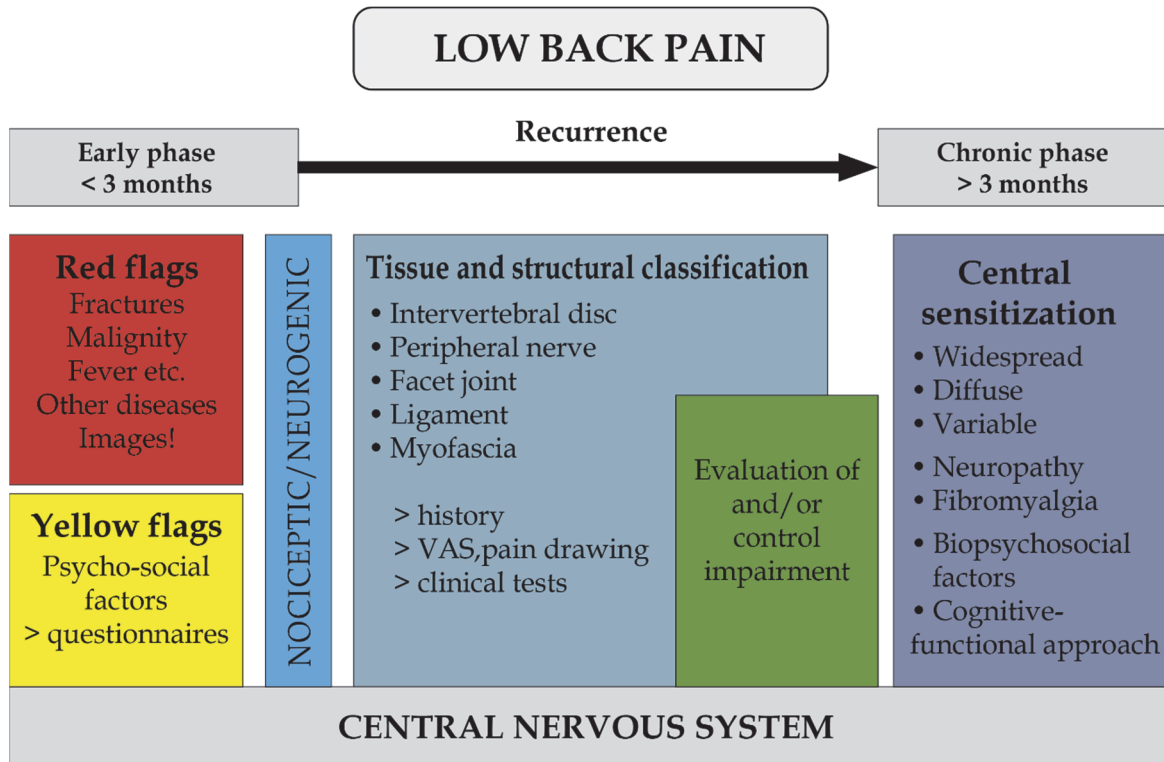 LOW BACK PAIN
Early phase
< 3 months
Recurrence
Chronic phase
> 3 months
Red flags
Fractures
Malignity
Fever etc.
Other diseases
Images!
Yellow flags
Psycho-social
factors
> questionnaires
NOCICEPTIC/NEUROGENIC
Tissue and structural classification
• Intervertebral disc
• Peripheral nerve
• Facet joint
• Ligament
• Myofascia
> history
> VAS,pain drawing
> clinical tests
Evaluation of
and/or
control
impairment
Central
sensitization
• Widespread
• Diffuse
• Variable
• Neuropathy
• Fibromyalgia
• Biopsychosocial
factors
• Cognitive-
functional approach
CENTRAL NERVOUS SYSTEM